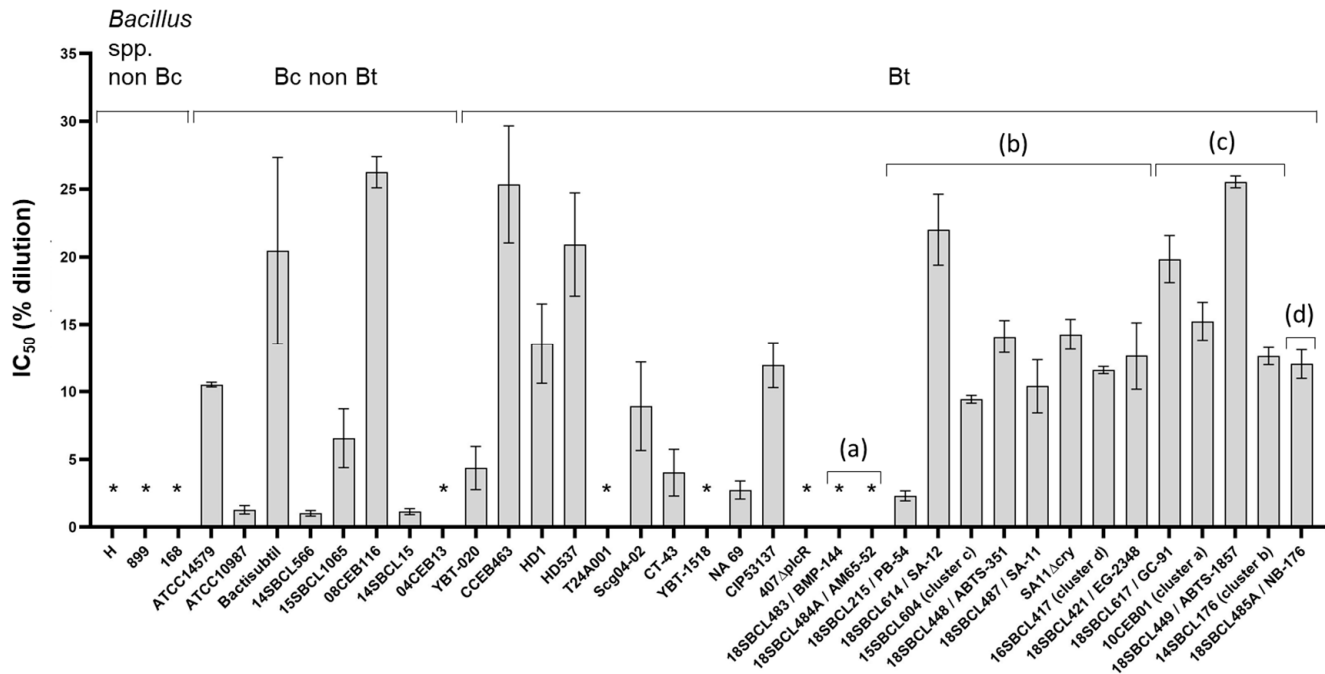 Bacillus
spp.
non Bc
Bc non Bt
Bt
35
30
25
20
15
10
5
0
IC50 (% dilution)
(a)
(b)
(c)
(d)
*
*
*
*
*
*
*
*
*
H
899
168
ATCC14579
ATCC10987
Bactisubtil
14SBCL566
15SBCL1065
08CEB116
14SBCL15
04CEB13
YBT-020
CCEB463
HD1
HD537
T24A001
Scg04-02
CT-43
YBT-1518
NA 69
CIP53137
407ΔplcR
18SBCL483 / BMP-144
18SBCL484A / AM65-52
18SBCL215 / PB-54
18SBCL614 / SA-12
15SBCL604 (cluster c)
18SBCL448 / ABTS-351
18SBCL487 / SA-11
SA11Δcry
16SBCL417 (cluster d)
18SBCL421 / EG-2348
18SBCL617 / GC-91
10CEB01 (cluster a)
18SBCL449 / ABTS-1857
14SBCL176 (cluster b)
18SBCL485A / NB-176